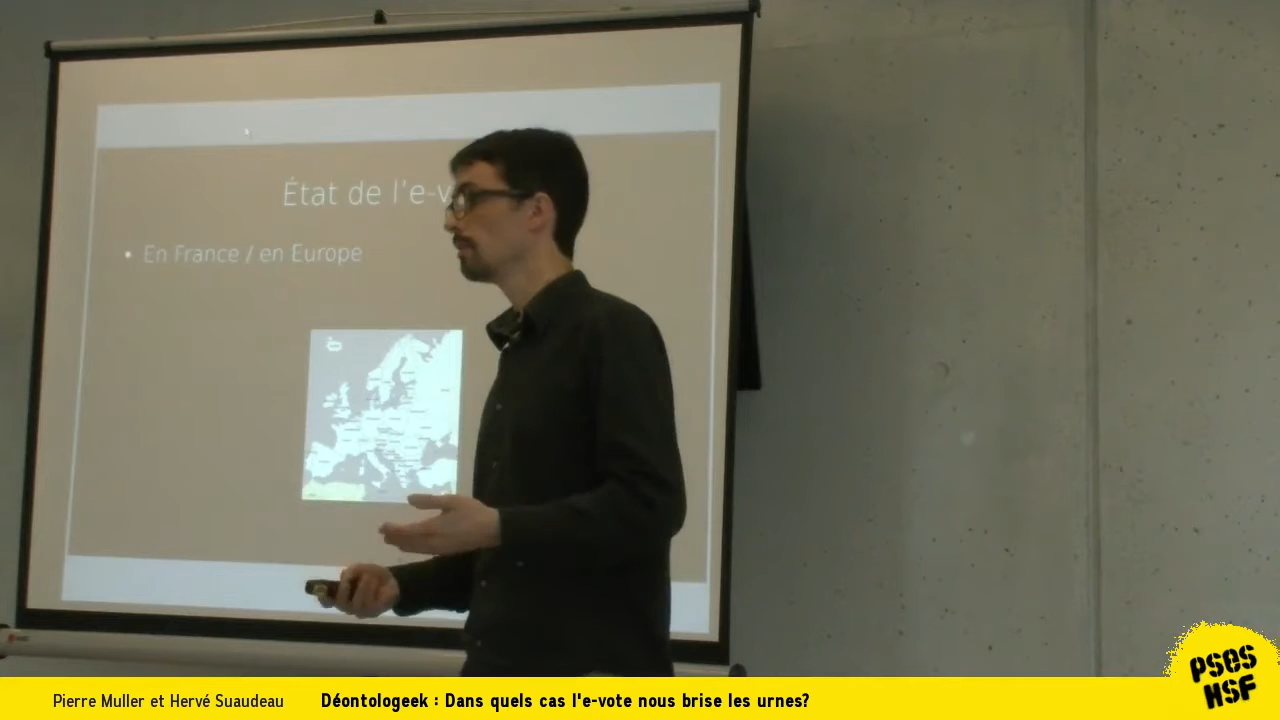 État de l'e-v
• En France / en Europe
Pierre Muller et Hervé Suaudeau
Déontologeek : Dans quels cas l'e-vote nous brise les urnes?
PSES
HSF